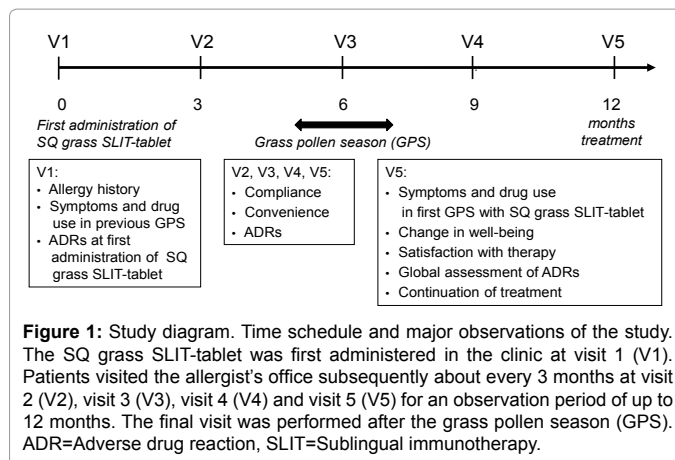 V1 V2 V3 V4 V5
0 3 6 9 12
First administration of
SQ grass SLIT-tablet
Grass pollen season (GPS)
months
treatment
V1:
• Allergy history
• Symptoms and drug
use in previous GPS
• ADRs at first
administration of SQ
grass SLIT-tablet
V2, V3, V4, V5:
• Compliance
• Convenience
• ADRs
V5:
• Symptoms and drug use
in first GPS with SQ grass SLIT-tablet
• Change in well-being
• Satisfaction with therapy
• Global assessment of ADRs
• Continuation of treatment
Figure 1: Study diagram. Time schedule and major observations of the study.
The SQ grass SLIT-tablet was first administered in the clinic at visit 1 (V1).
Patients visited the allergist's office subsequently about every 3 months at visit
2 (V2), visit 3 (V3), visit 4 (V4) and visit 5 (V5) for an observation period of up to
12 months. The final visit was performed after the grass pollen season (GPS).
ADR=Adverse drug reaction, SLIT=Sublingual immunotherapy.